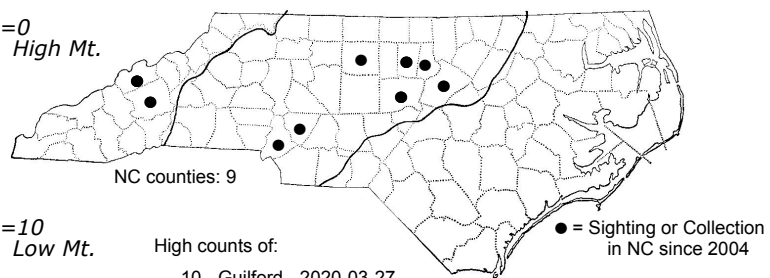 =0
High Mt.
NC counties: 9
=10
Low Mt.
High counts of:
● = Sighting or Collection
in NC since 2004
10 - Guilford - 2020-03-27